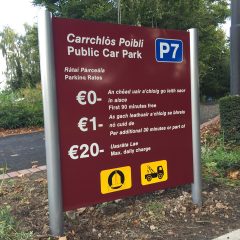 Carrchlós Poiblí
Public Car Park
P7
Rátaí Páirceála
Parking Rates
€0-
An chéad uair a'chloig go leith saor
in aisce
First 90 minutes free
€1-
As gach leathuair a'chloig sa bhreis
nó cuid de
Per additional 30 minutes or part of
€20-
Uasráta Lae
Max. daily charge